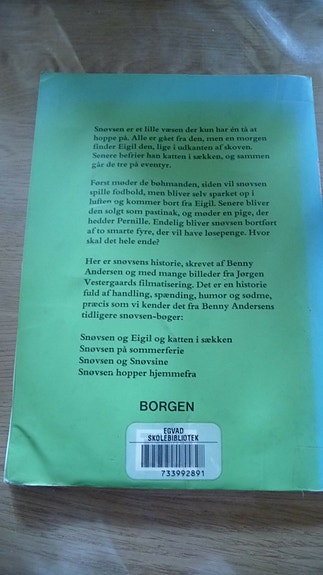 Snøvsen er et lille væsen der kun har én tå at
hoppe på. Alle er gået fra den, men en morgen
finder Eigil den, lige i udkanten af skoven.
Senere befrier han katten i sækken, og sammen
går de tre på eventyr.
Først møder de bøhmanden, siden vil snøvsen
spille fodbold, men bliver selv sparket op i
luften og kommer bort fra Eigil. Senere bliver
den solgt som pastinak, og møder en pige, der
hedder Pernille. Endelig bliver snøvsen bortført
af to smarte fyre, der vil have løsepenge. Hvor
skal det hele ende?
Her er snøvsens historie, skrevet af Benny
Andersen og med mange billeder fra Jørgen
Vestergaards filmatisering. Det er en historie
fuld af handling, spænding, humor og sødme,
præcis som vi kender det fra Benny Andersens
tidligere snøvsen-bøger:
Snøvsen og Eigil og katten i sækken
Snøvsen på sommerferie
Snøvsen og Snøvsine
Snøvsen hopper hjemmefra
BORGEN
EGVAD
SKOLEBIBLIOTEK
733992891